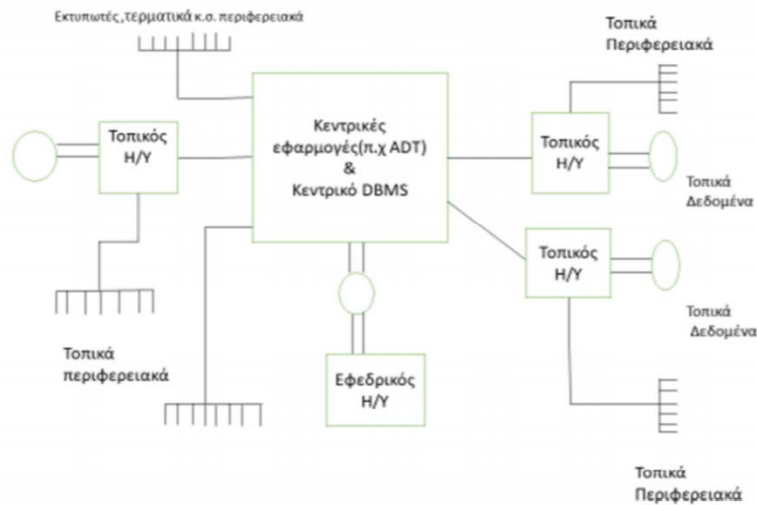 Εκτυπωτές,τερματικά κ.σ. περιφερειακά
Τοπικά
Περιφερειακά
Κεντρικές
εφαρμογές(π.χ ADT)
&
Κεντρικό DBMS
Τοπικός
Η/Υ
Τοπικός
Η/Υ
Τοπικά
Δεδομένα
Τοπικός
Η/Υ
Τοπικά
Δεδομένα
Τοπικά
περιφερειακά
Εφεδρικός
Η/Υ
Τοπικά
Περιφερειακά